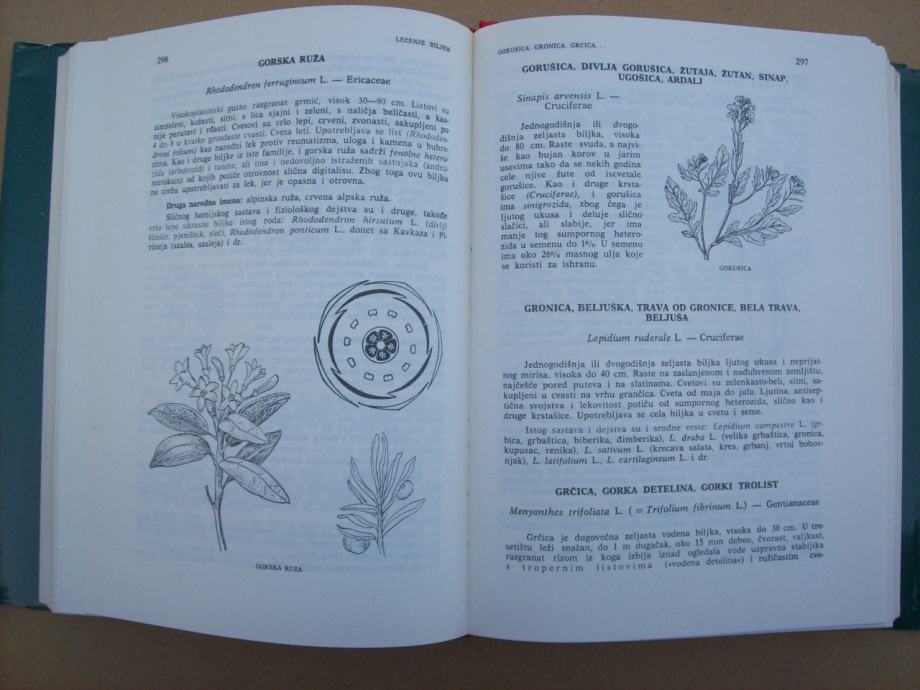 296
LEČENJE BILJEM
GORSKA RUŽA
Rhododendron ferrugineum L. — Ericaceae
Visokoplaninski gusto razgranat grmić, visok 30—90 cm. Listovi su
zimzeleni, kožasti, sitni, s lica sjajni i zeleni, s naličja beličasti, a kas-
nije perutavi i rđasti. Cvetovi su vrlo lepi, crveni, zvonasti, sakupljeni po
4 do 8 u kratke grozdaste cvasti. Cveta leti. Upotrebljava se list (Rhododen-
droni folium) kao narodni lek protiv reumatizma, uloga i kamena u bubre-
zima. Kao i druge biljke iz iste familije, i gorska ruža sadrži fenolne hetero-
zide (arbutozid) i tanine, ali ima i nedovoljno istraženih sastojaka (andro-
metoksin) od kojih potiče otrovnost slična digitalisu. Zbog toga ovu biljku
ne treba upotrebljavati za lek, jer je opasna i otrovna.
Druga narodna imena: alpinska ruža, crvena alpska ruža.
Sličnog hemijskog sastava i fiziološkog dejstva su i druge, takođe
vrlo lepe ukrasne biljke istog roda: Rhododendron hirsutum L. (divlji
šimšir, pjenišnik, sleč), Rhododendron ponticum L., donet sa Kavkaza i Pi-
rineja (azalea, azaleja) i dr.
GORSKA RUZA
GORUSICA. GRONICA. GRCICA...
297
GORUŠICA, DIVLJA GORUŠICA, ŽUTAJA, ŽUTAN, SINAP,
UGOŠICA, ARDALJ
Sinapis arvensis L. —
Cruciferae
Jednogodišnja ili dvogo-
dišnja zeljasta biljka, visoka
do 80 cm. Raste svuda, a najvi-
še kao bujan korov u jarim
usevima tako da se nekih godina
cele njive žute od iscvetale
gorušice. Kao i druge krsta-
šice (Cruciferae), i gorušica
ima sinigrozida, zbog čega je
ljutog ukusa i deluje slično
slačici, ali slabije, jer ima
manje tog sumpornog hetero-
zida u semenu do 1%. U semenu
ima oko 26% masnog ulja koje
se koristi za ishranu.
GORUSICA
GRONICA, BELJUŠKA, TRAVA OD GRONICE, BELA TRAVA,
BELJUŠA
Lepidium ruderale L. — Cruciferae
Jednogodišnja ili dvogodišnja zeljasta biljka ljutog ukusa i neprijat-
nog mirisa, visoka do 40 cm. Raste na zaslanjenom i nađubrenom zemljištu,
najčešće pored puteva i na slatinama. Cvetovi su zelenkasto-beli, sitni, sa-
kupljeni u cvasti na vrhu grančica. Cveta od maja do jula. Ljutina, antisep-
tična svojstva i lekovitost potiču od sumpornog heterozida, slično kao i
druge krstašice. Upotrebljava se cela biljka u cvetu i seme.
Istog sastava i dejstva su i srodne vrste: Lepidium campestre L. (gr-
bica, grbaštica, biberika, đimberika), L. draba L. (velika grbaštica, gronica,
kupusac, renika), L. sativum L. (krecava salata, kres, grbanj, vrtni bobov-
njak), L. latifolium L., L. cartilagineum L. i dr.
GRČICA, GORKA DETELINA, GORKI TROLIST
Menyanthes trifoliata L. (= Trifolium fibrinum L.) — Gentianaceae
Grčica je dugovečna zeljasta vodena biljka, visoka do 30 cm. U tre-
setištu leži snažan, do 1 m dugačak, oko 15 mm debeo, čvorast, valjkast,
razgranat rizom iz koga izbija iznad ogledala vode uspravna stabljika
s tropernim listovima (»vodena detelina«) i ružičastim cve-